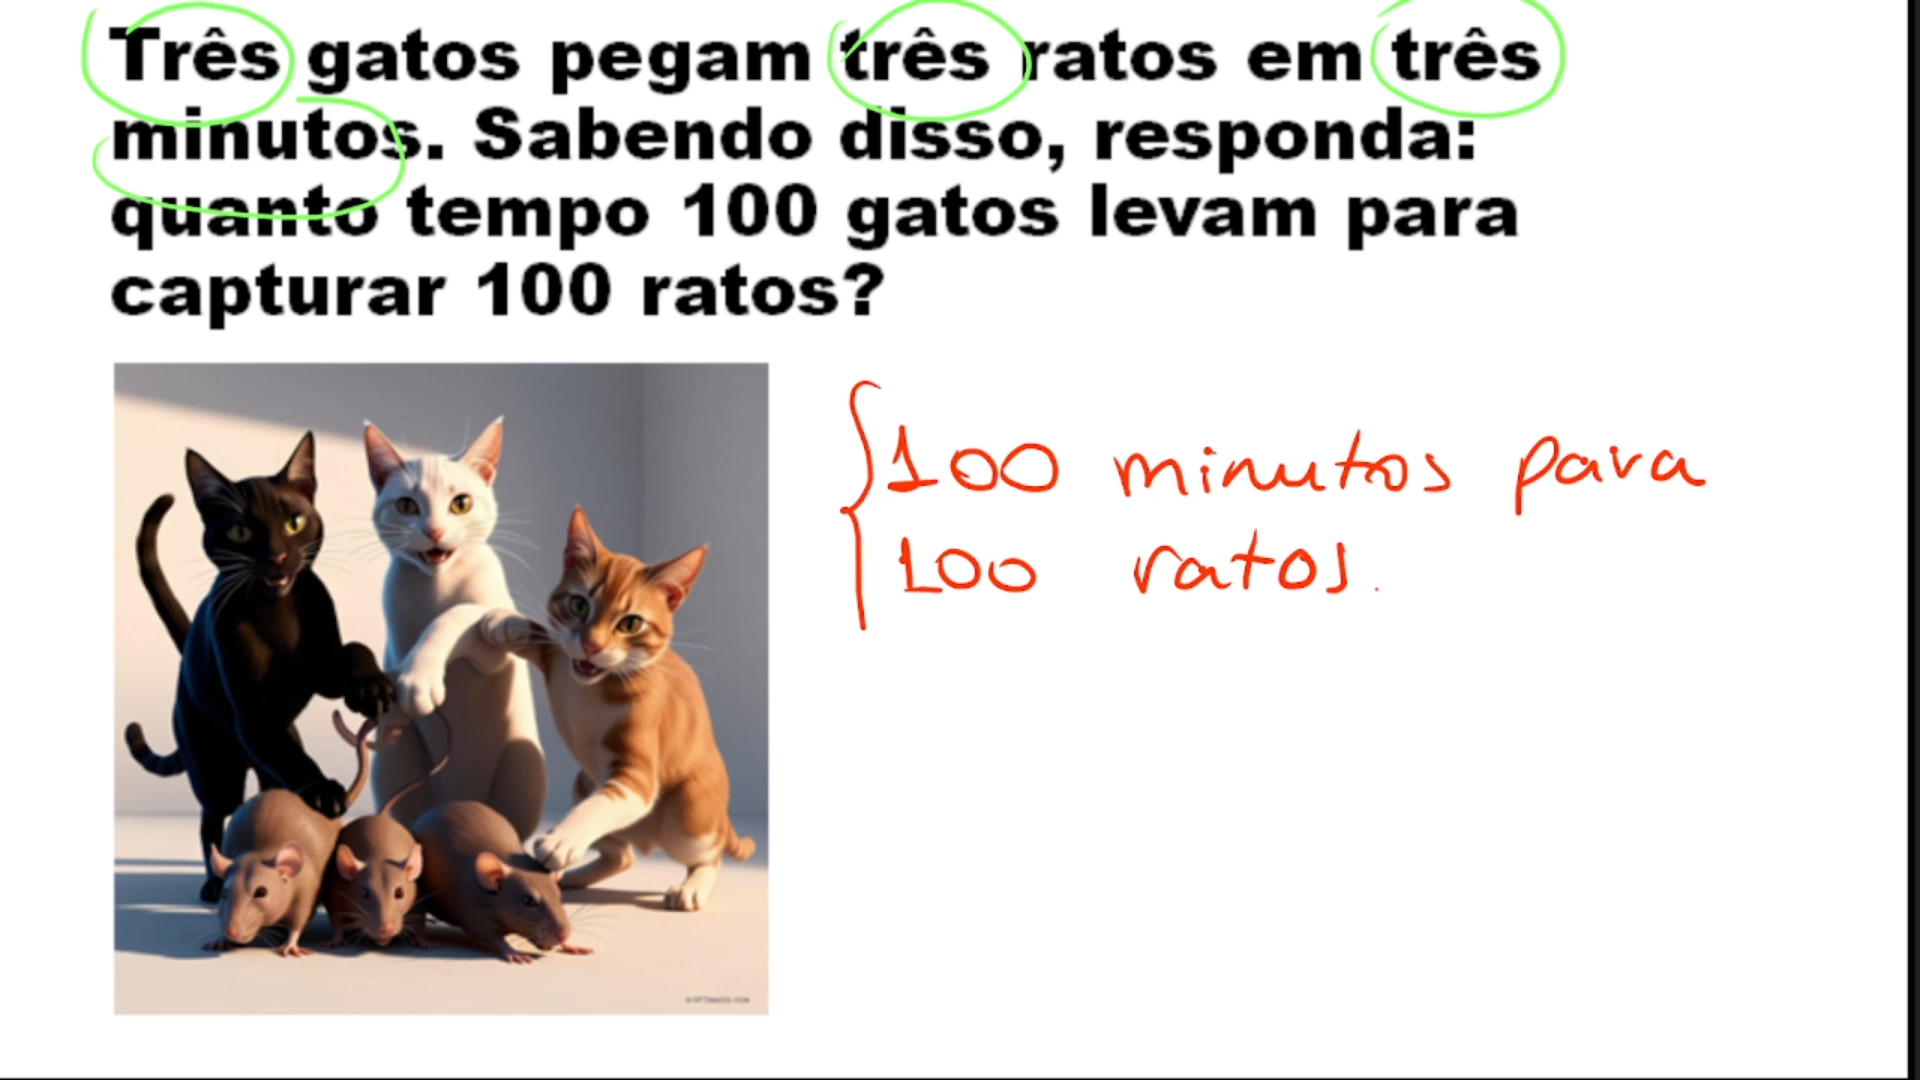 Três gatos pegam três ratos em três
minutos. Sabendo disso, responda:
quanto tempo 100 gatos levam para
capturar 100 ratos?
100 minutos para
100 ratos.